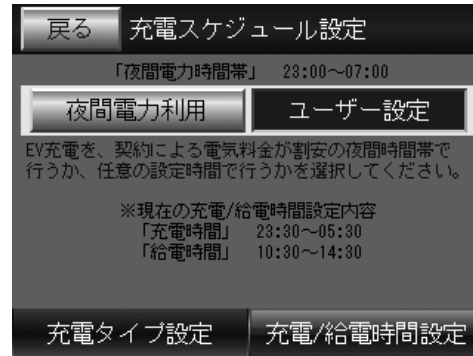 戻る 充電スケジュール設定
「夜間電力時間帯」 23:00～07:00
夜間電力利用 ユーザー設定
EV充電を、契約による電気料金が割安の夜間時間帯で
行うか、任意の設定時間で行うかを選択してください。
※現在の充電/給電時間設定内容
「充電時間」 23:30～05:30
「給電時間」 10:30～14:30
充電タイプ設定 充電/給電時間設定